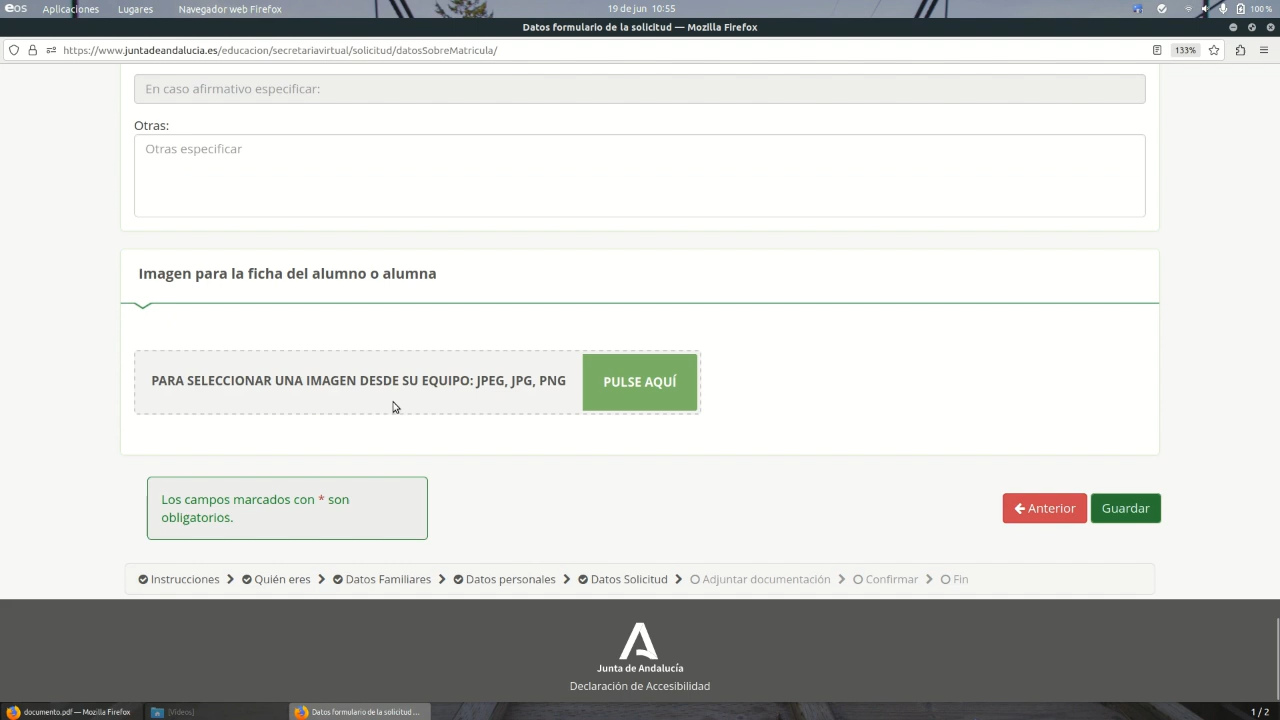 eos Aplicaciones Lugares Navegador web Firefox 19 de jun 10:55 100 %
Datos formulario de la solicitud — Mozilla Firefox
https://www.juntadeandalucia.es/educacion/secretariavirtual/solicitud/datosSobreMatricula/ 133%
En caso afirmativo especificar:
Otras:
Otras especificar
Imagen para la ficha del alumno o alumna
PARA SELECCIONAR UNA IMAGEN DESDE SU EQUIPO: JPEG, JPG, PNG PULSE AQUÍ
Los campos marcados con * son
obligatorios.
Anterior Guardar
Instrucciones Quién eres Datos Familiares Datos personales Datos Solicitud Adjuntar documentación Confirmar Fin
Junta de Andalucía
Declaración de Accesibilidad
documento.pdf — Mozilla Firefox [Vídeos] Datos formulario de la solicitud ... 1 / 2